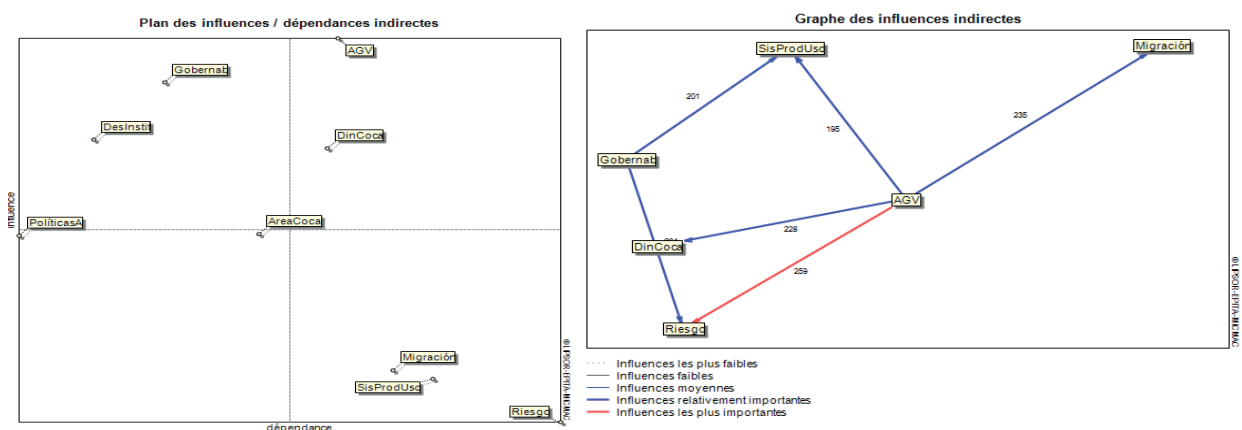 Plan des influences / dépendances indirectes
AGV
Gobernab
DesInstit
DinCoca
PolíticasA
AreaCoca
Migración
SisProdUso
Riesgo
influence
dépendance
© LIPSOR-EPITA-MICMAC
Graphe des influences indirectes
SisProdUso
Migración
201
195
235
Gobernab
AGV
DinCoca
228
259
Riesgo
© LIPSOR-EPITA-MICMAC
Influences les plus faibles
Influences faibles
Influences moyennes
Influences relativement importantes
Influences les plus importantes